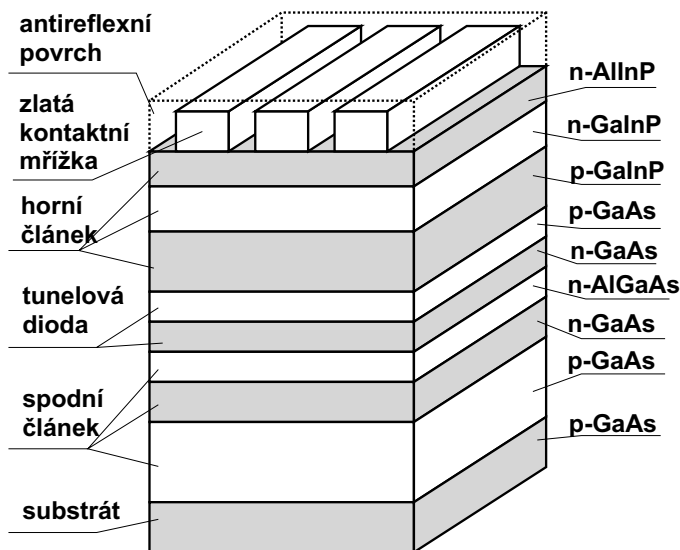 antireflexní
povrch
zlatá
kontaktní
mřížka
horní
článek
tunelová
dioda
spodní
článek
substrát
n-AlInP
n-GaInP
p-GaInP
p-GaAs
n-GaAs
n-AlGaAs
n-GaAs
p-GaAs
p-GaAs